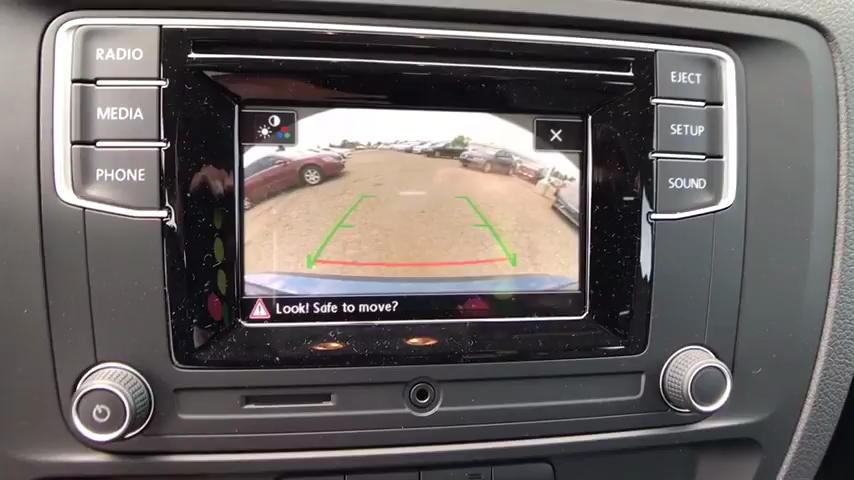 RADIO
MEDIA
PHONE
EJECT
SETUP
SOUND
Look! Safe to move?